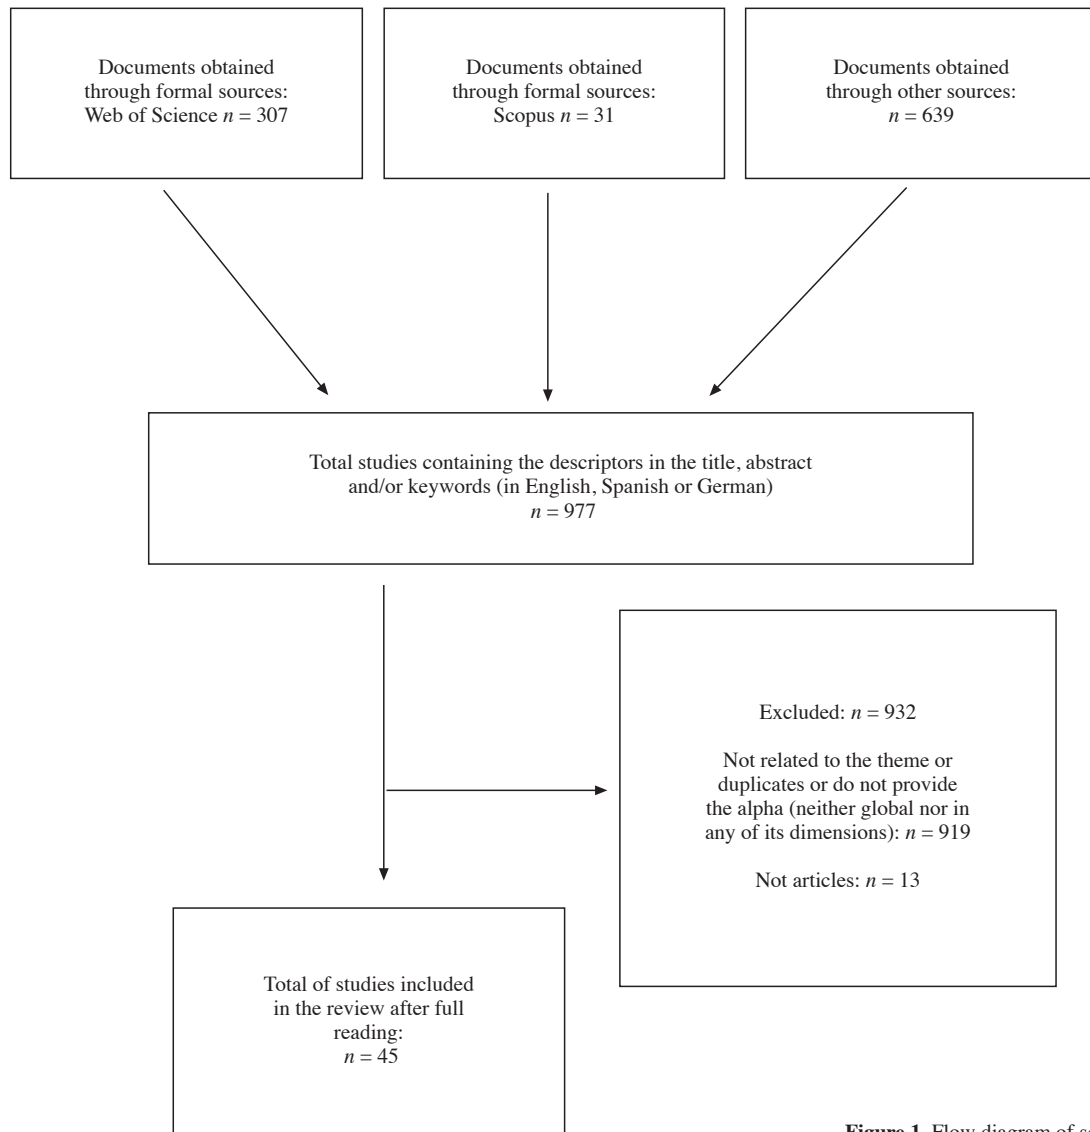 Documents obtained
through formal sources:
Web of Science n = 307
Documents obtained
through formal sources:
Scopus n = 31
Documents obtained
through other sources:
n = 639
Total studies containing the descriptors in the title, abstract
and/or keywords (in English, Spanish or German)
n = 977
Excluded: n = 932
Not related to the theme or
duplicates or do not provide
the alpha (neither global nor in
any of its dimensions): n = 919
Not articles: n = 13
Total of studies included
in the review after full
reading:
n = 45
Figure 1. Flow diagram of